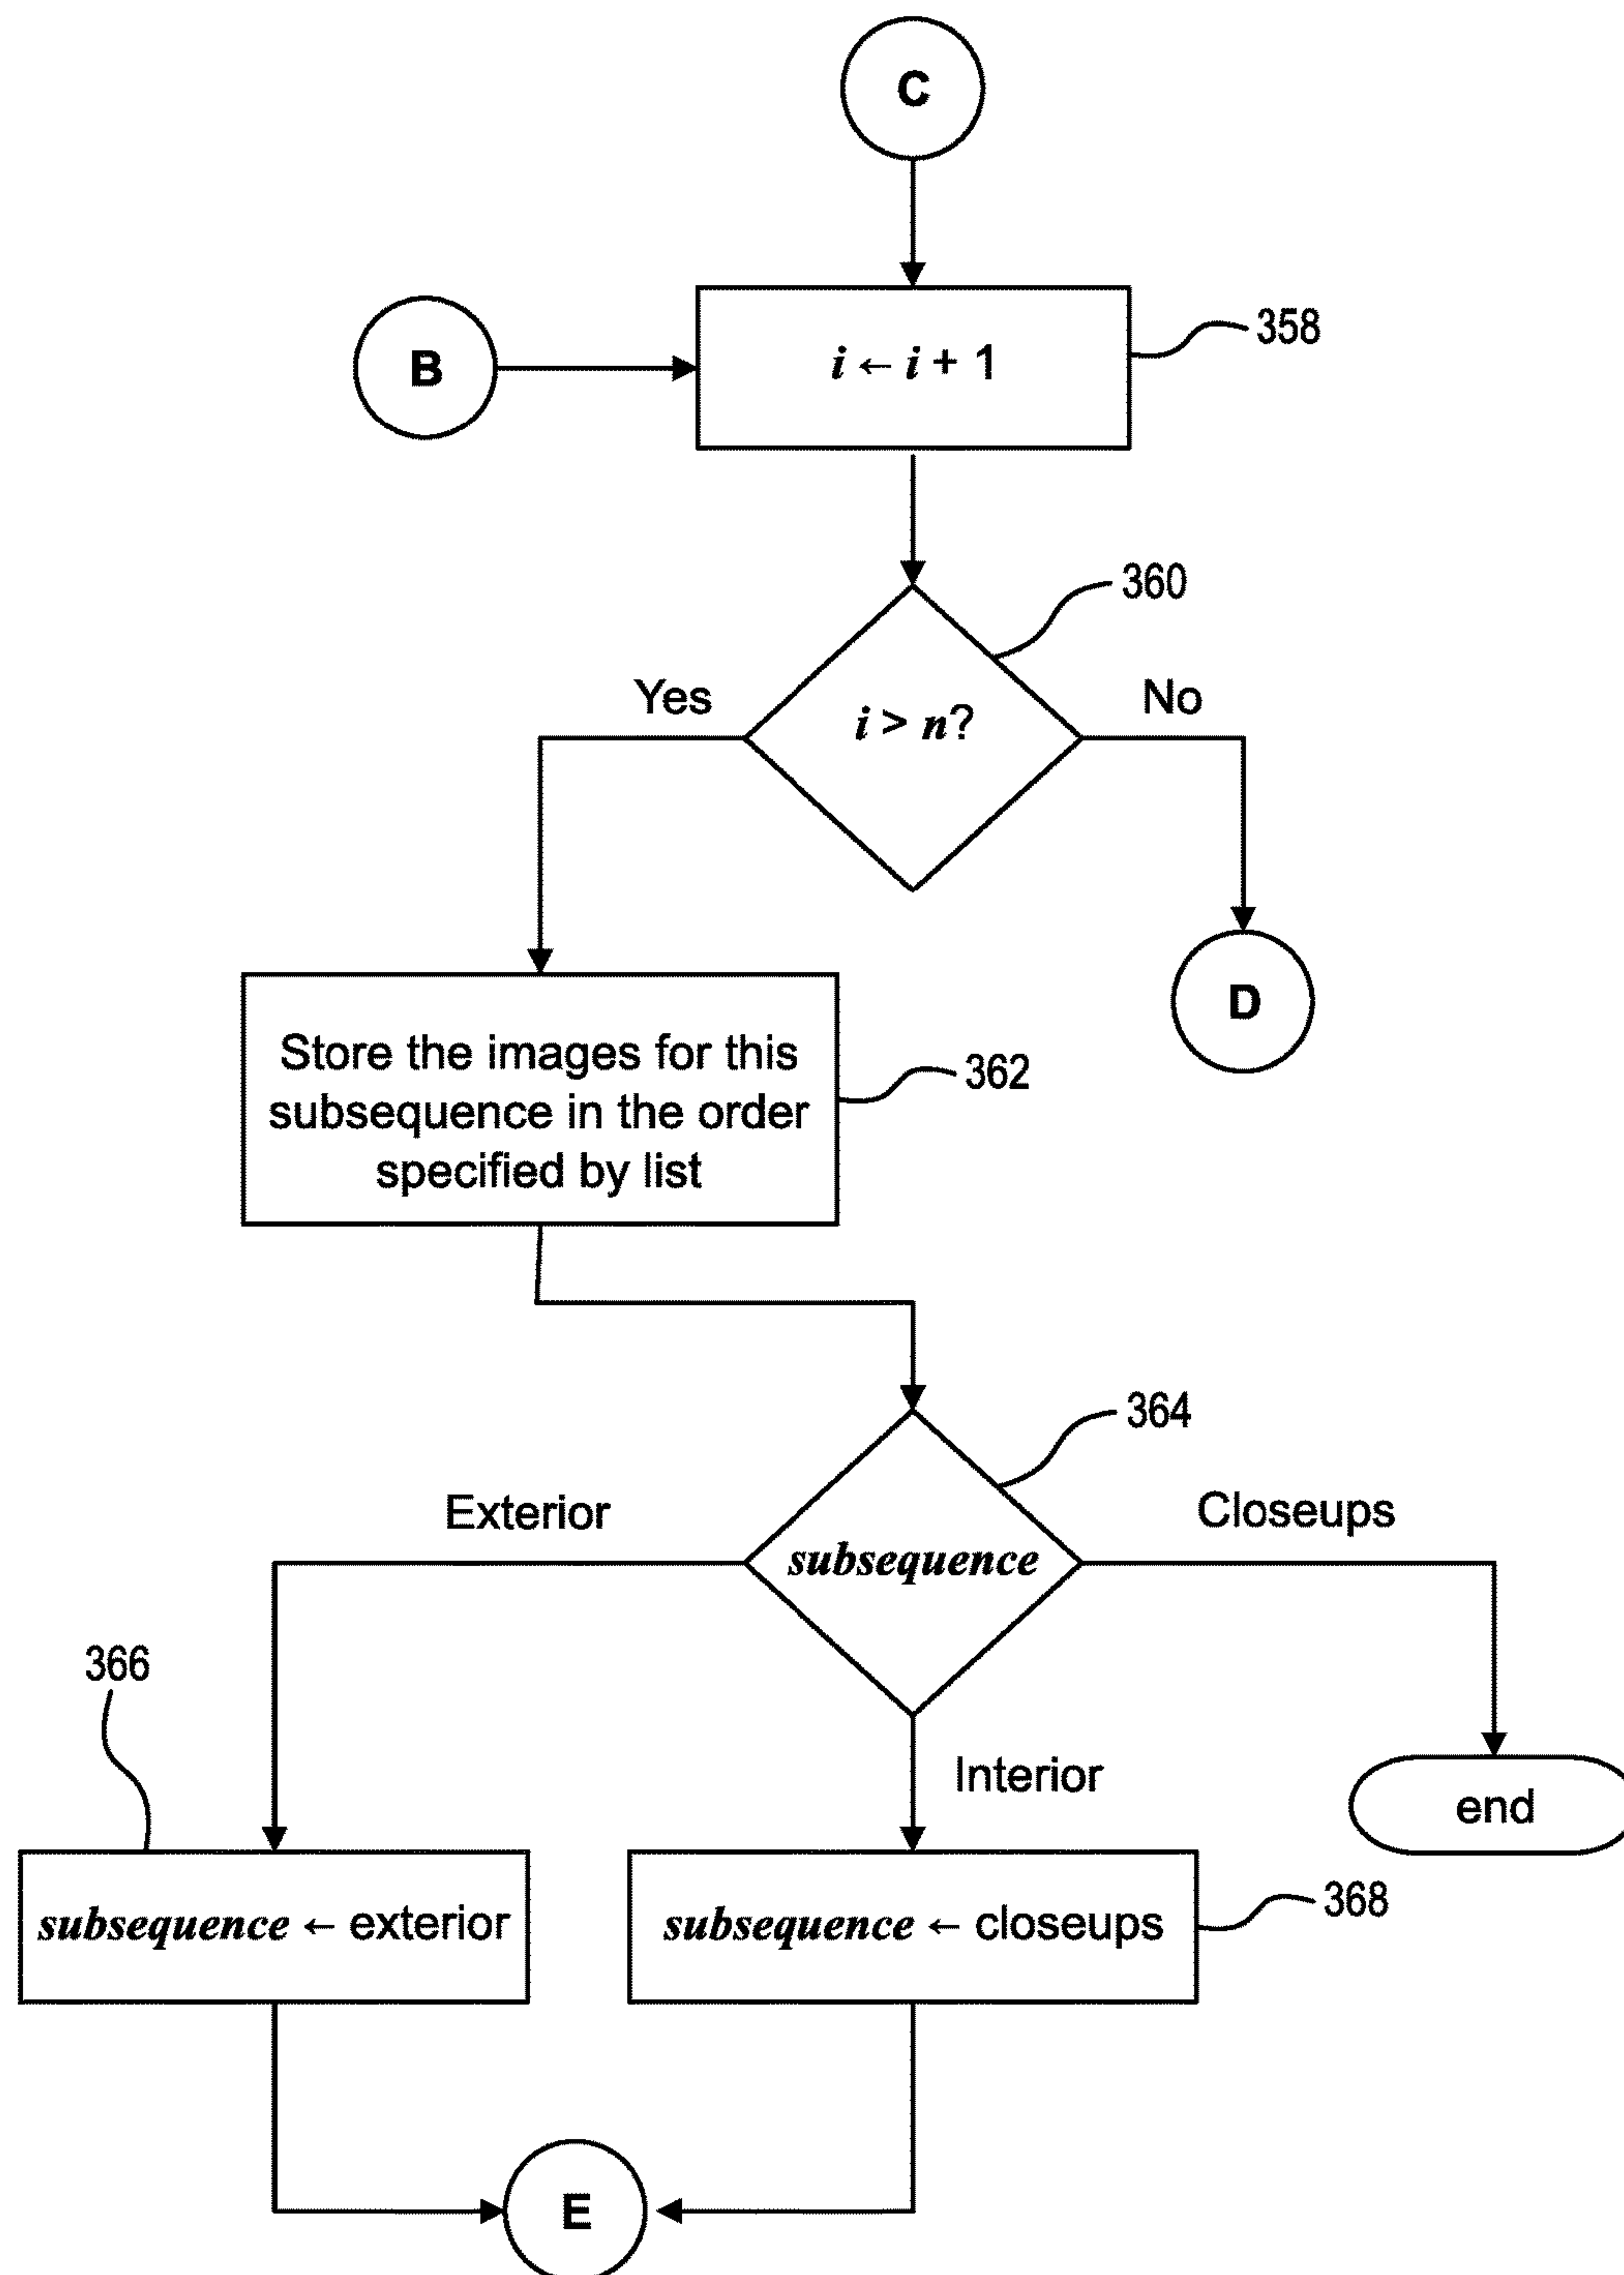 C
B
i ← i + 1
358
360
Yes
i > n?
No
D
Store the images for this
subsequence in the order
specified by list
362
364
Exterior
subsequence
Closeups
366
Interior
end
subsequence ← exterior
subsequence ← closeups
368
E